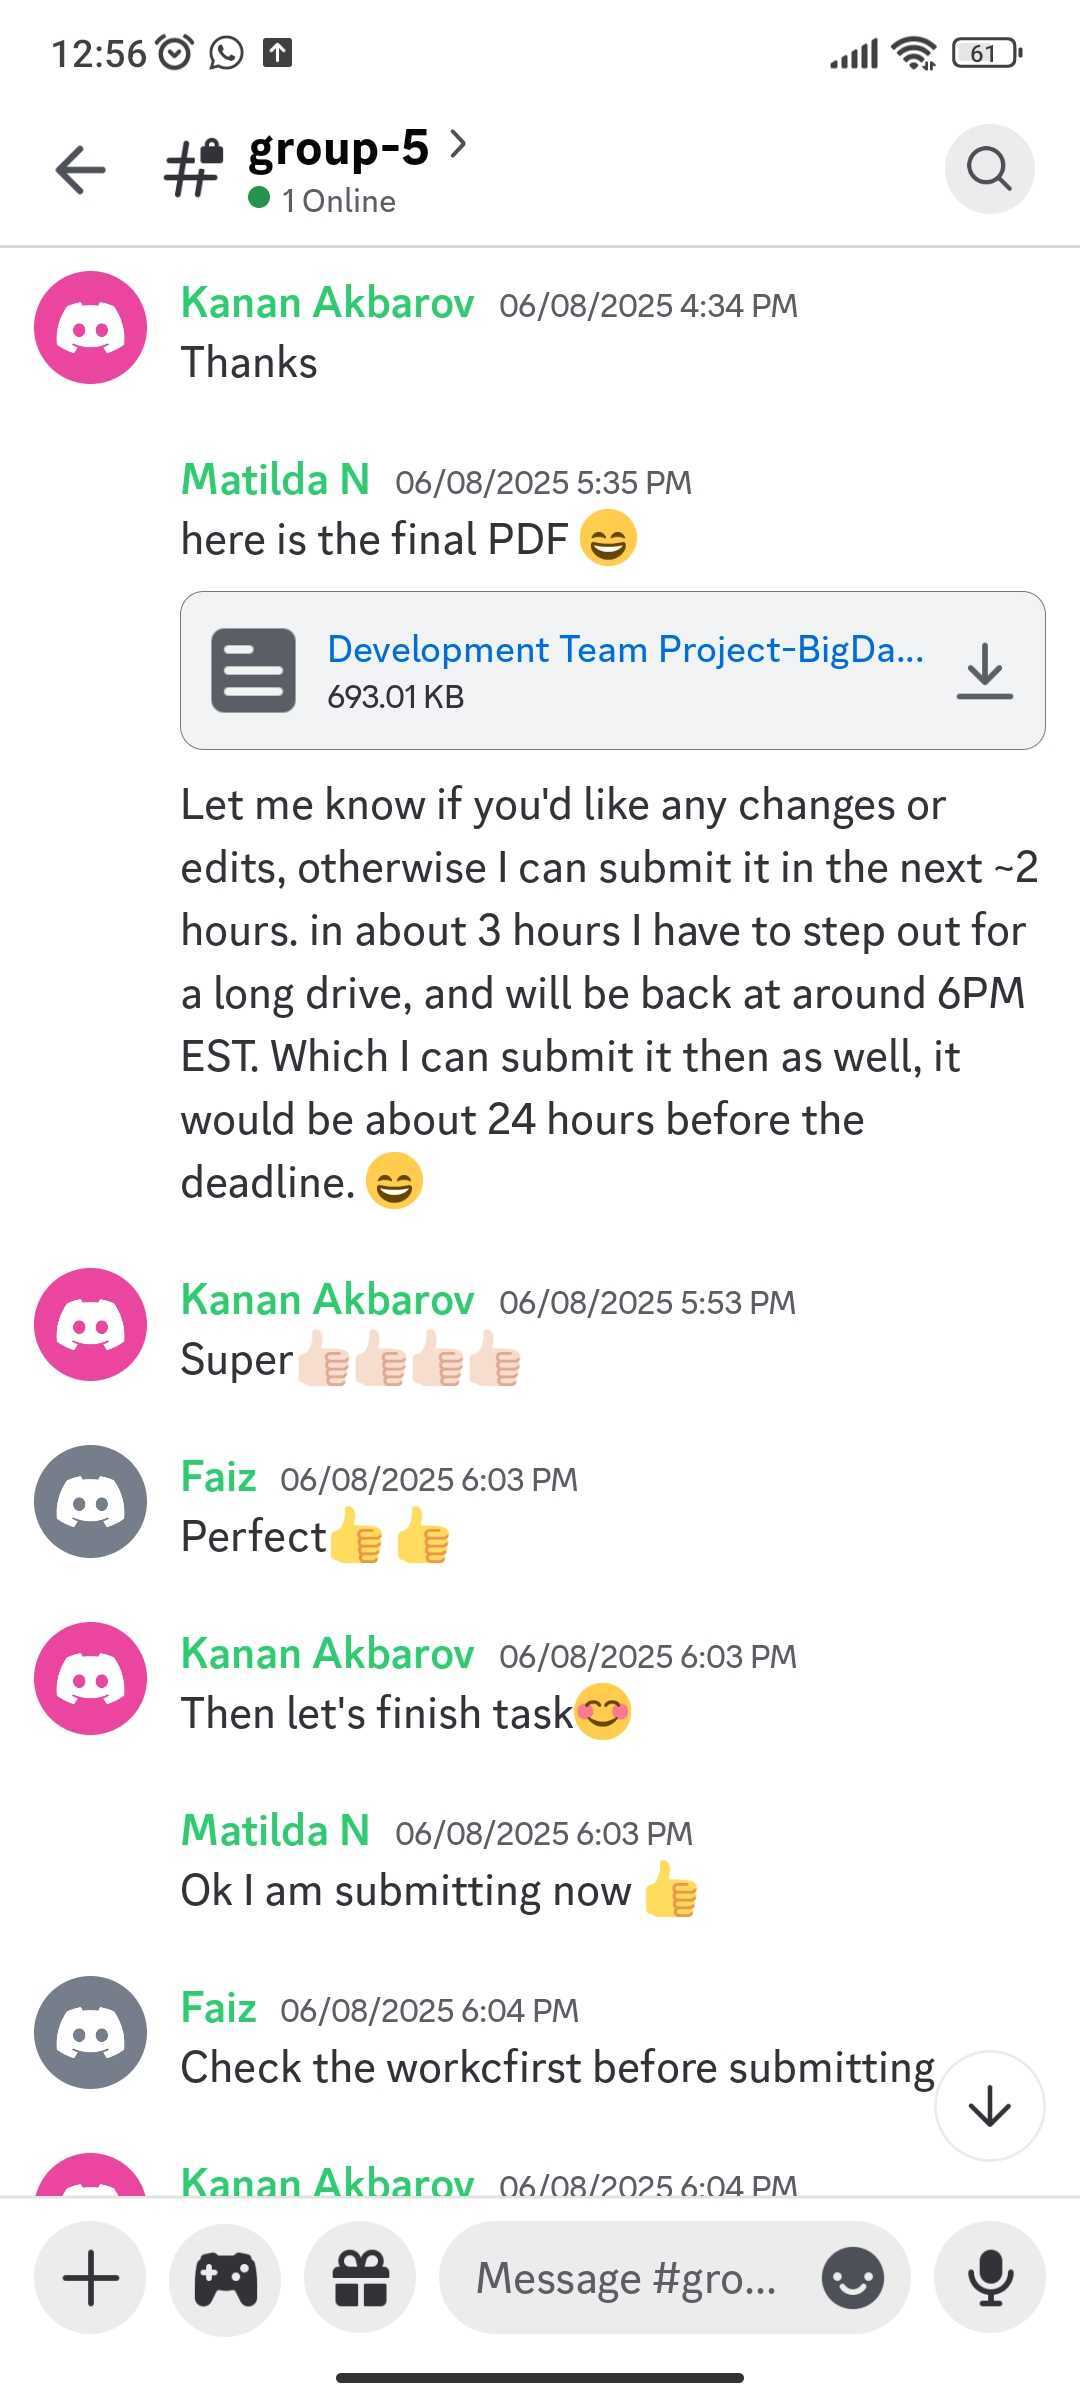 12:56
61
group-5
1 Online
Kanan Akbarov 06/08/2025 4:34 PM
Thanks
Matilda N 06/08/2025 5:35 PM
here is the final PDF 😄
Development Team Project-BigDa...
693.01 KB
Let me know if you'd like any changes or
edits, otherwise I can submit it in the next ~2
hours. in about 3 hours I have to step out for
a long drive, and will be back at around 6PM
EST. Which I can submit it then as well, it
would be about 24 hours before the
deadline. 😄
Kanan Akbarov 06/08/2025 5:53 PM
Super👍🏻👍🏻👍🏻👍🏻
Faiz 06/08/2025 6:03 PM
Perfect👍 👍
Kanan Akbarov 06/08/2025 6:03 PM
Then let's finish task😊
Matilda N 06/08/2025 6:03 PM
Ok I am submitting now 👍
Faiz 06/08/2025 6:04 PM
Check the workcfirst before submitting
Kanan Akbarov 06/08/2025 6:04 PM
Message #gro...